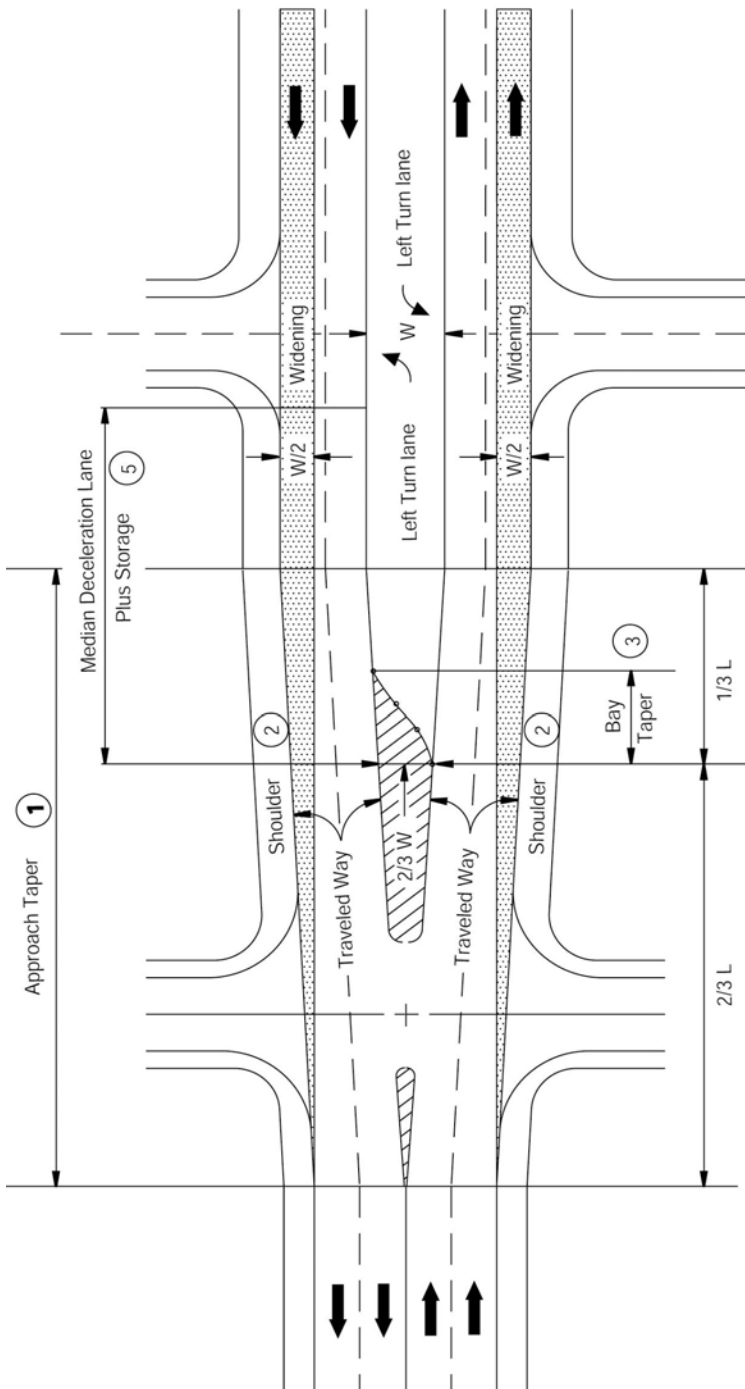 Approach Taper 1
Median Deceleration Lane
Plus Storage 5
Shoulder 2
Widening
W/2
Traveled Way
2/3 W
Left Turn lane
W
Left Turn lane
Traveled Way
Shoulder 2
W/2
Widening
Bay
Taper
3
2/3 L
1/3 L